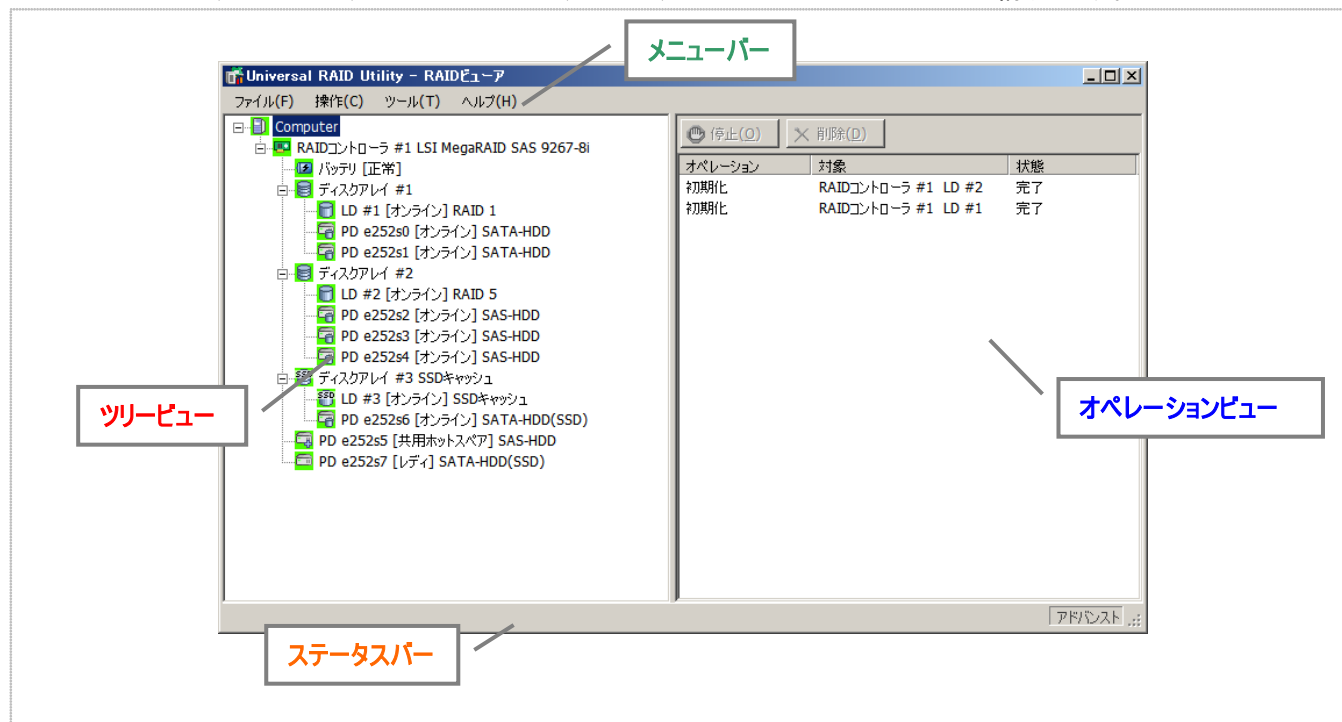 メニューバー
Universal RAID Utility - RAIDビューア
ファイル(F) 操作(C) ツール(T) ヘルプ(H)
Computer
RAIDコントローラ #1 LSI MegaRAID SAS 9267-8i
バッテリ [正常]
ディスクアレイ #1
LD #1 [オンライン] RAID 1
PD e252s0 [オンライン] SATA-HDD
PD e252s1 [オンライン] SATA-HDD
ディスクアレイ #2
LD #2 [オンライン] RAID 5
PD e252s2 [オンライン] SAS-HDD
PD e252s3 [オンライン] SAS-HDD
PD e252s4 [オンライン] SAS-HDD
ディスクアレイ #3 SSDキャッシュ
LD #3 [オンライン] SSDキャッシュ
PD e252s6 [オンライン] SATA-HDD(SSD)
PD e252s5 [共用ホットスペア] SAS-HDD
PD e252s7 [レディ] SATA-HDD(SSD)
停止(O) 削除(D)
オペレーション 対象 状態
初期化 RAIDコントローラ #1 LD #2 完了
初期化 RAIDコントローラ #1 LD #1 完了
ツリービュー
オペレーションビュー
アドバンスト
ステータスバー